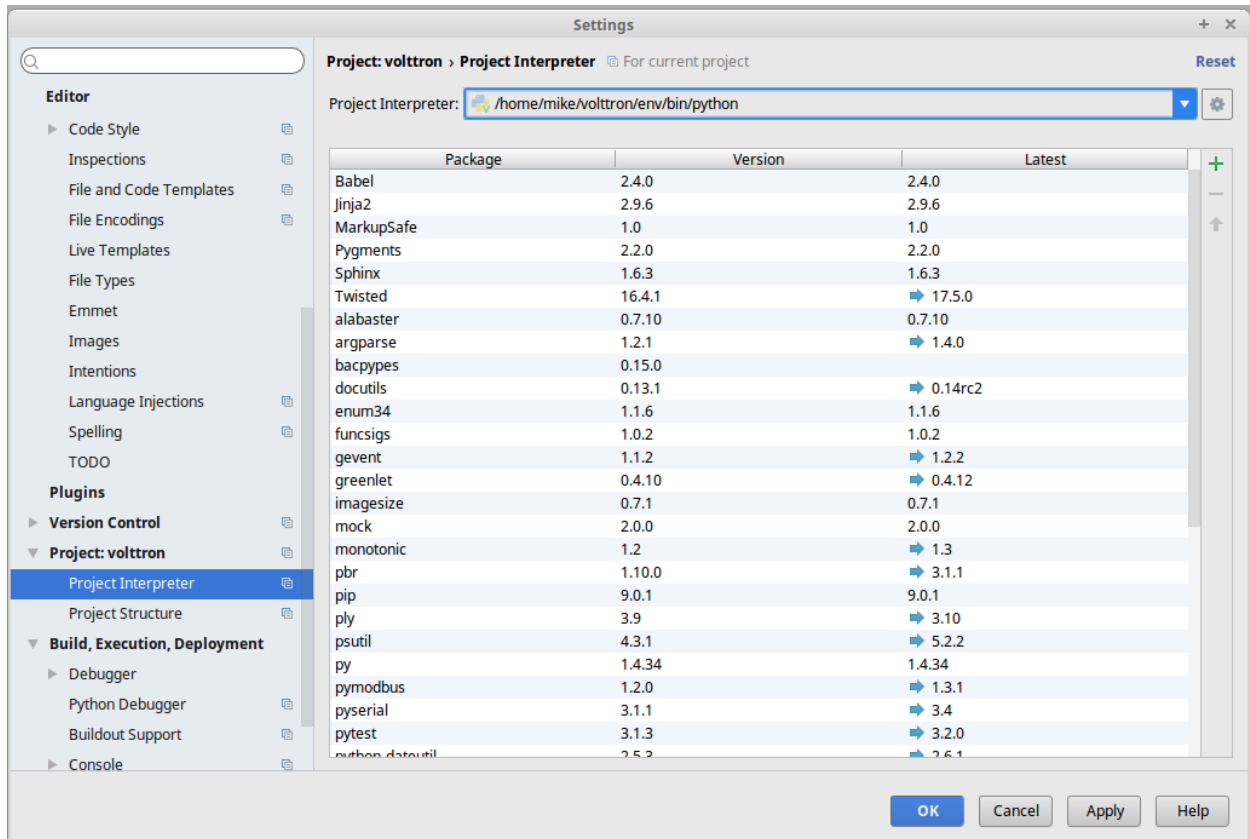 Settings
Project: volttron › Project Interpreter For current project Reset
Project Interpreter: /home/mike/volttron/env/bin/python
Editor
Code Style
Inspections
File and Code Templates
File Encodings
Live Templates
File Types
Emmet
Images
Intentions
Language Injections
Spelling
TODO
Plugins
Version Control
Project: volttron
Project Interpreter
Project Structure
Build, Execution, Deployment
Debugger
Python Debugger
Buildout Support
Console
Package Version Latest
Babel 2.4.0 2.4.0
Jinja2 2.9.6 2.9.6
MarkupSafe 1.0 1.0
Pygments 2.2.0 2.2.0
Sphinx 1.6.3 1.6.3
Twisted 16.4.1 17.5.0
alabaster 0.7.10 0.7.10
argparse 1.2.1 1.4.0
bacpypes 0.15.0
docutils 0.13.1 0.14rc2
enum34 1.1.6 1.1.6
funcsigs 1.0.2 1.0.2
gevent 1.1.2 1.2.2
greenlet 0.4.10 0.4.12
imagesize 0.7.1 0.7.1
mock 2.0.0 2.0.0
monotonic 1.2 1.3
pbr 1.10.0 3.1.1
pip 9.0.1 9.0.1
ply 3.9 3.10
psutil 4.3.1 5.2.2
py 1.4.34 1.4.34
pymodbus 1.2.0 1.3.1
pyserial 3.1.1 3.4
pytest 3.1.3 3.2.0
python-dateutil 2.5.3 2.6.1
OK Cancel Apply Help